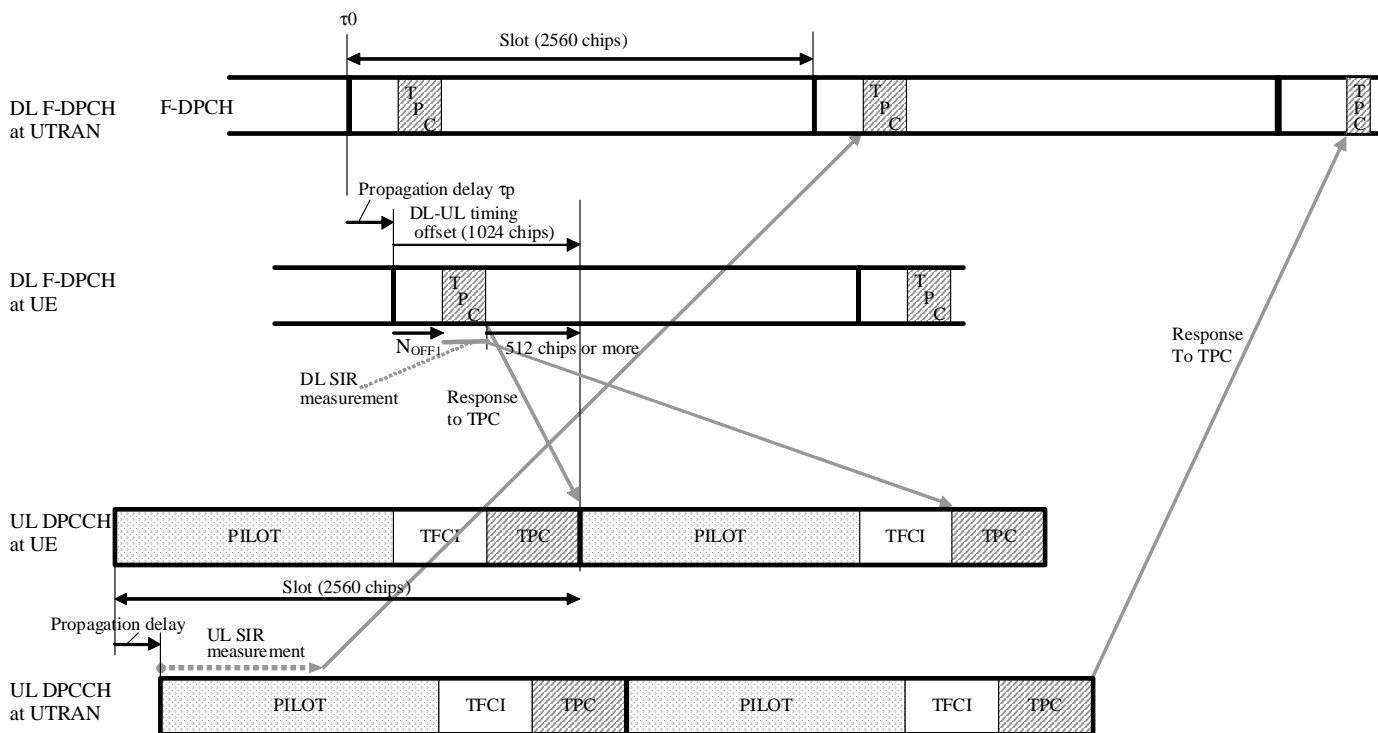 τ0
Slot (2560 chips)
DL F-DPCH
at UTRAN
F-DPCH
TPC
TPC
TPC
Propagation delay τp
DL-UL timing
offset (1024 chips)
DL F-DPCH
at UE
TPC
TPC
NOFF1
512 chips or more
DL SIR
measurement
Response
to TPC
Response
To TPC
UL DPCCH
at UE
PILOT
TFCI
TPC
PILOT
TFCI
TPC
Slot (2560 chips)
Propagation delay
UL SIR
measurement
UL DPCCH
at UTRAN
PILOT
TFCI
TPC
PILOT
TFCI
TPC